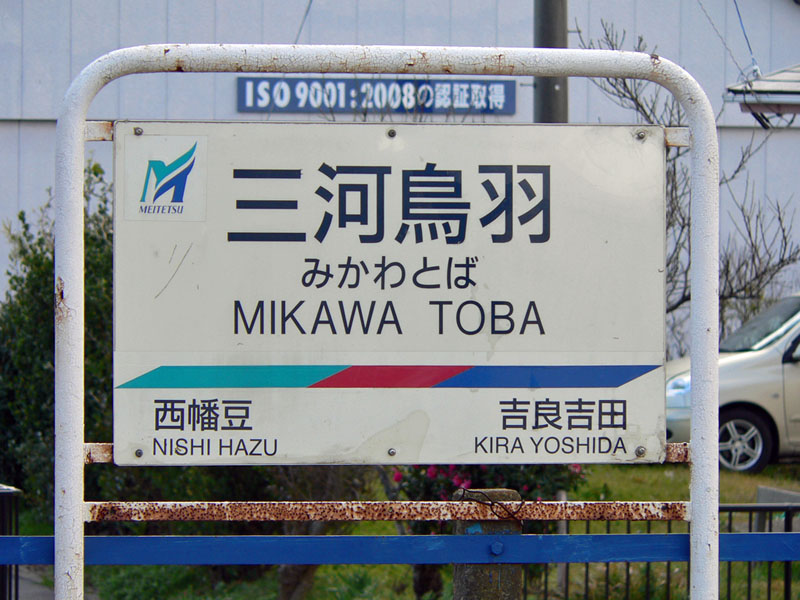 ISO 9001:2008の認証取得
MEITETSU
三河鳥羽
みかわとば
MIKAWA TOBA
西幡豆
NISHI HAZU
吉良吉田
KIRA YOSHIDA